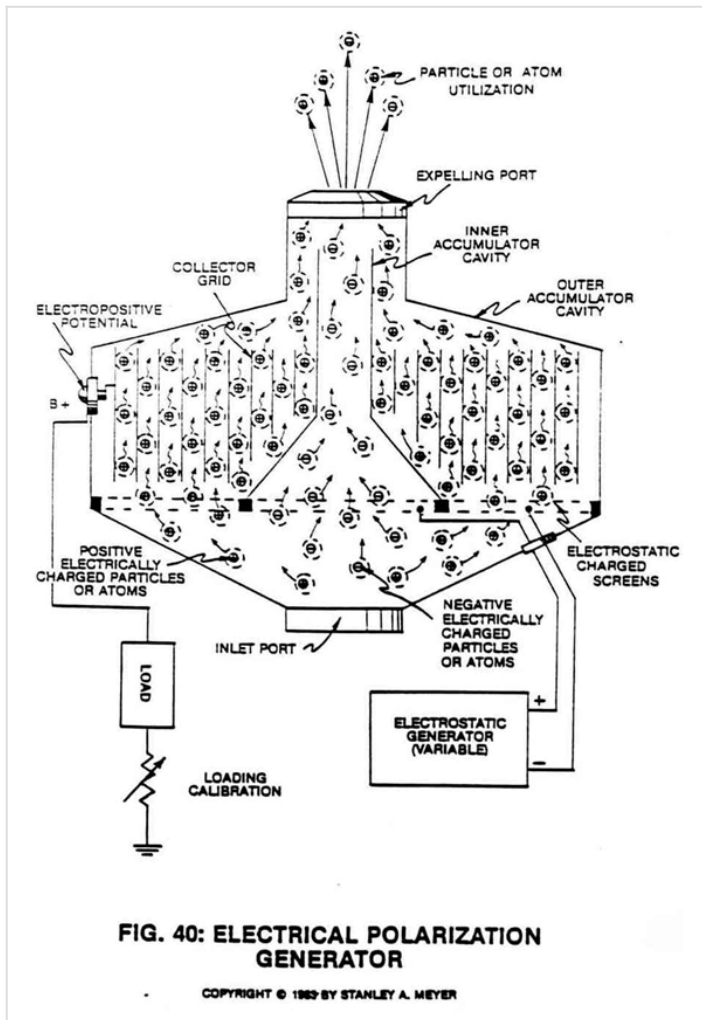 PARTICLE OR ATOM
UTILIZATION
EXPELLING PORT
INNER
ACCUMULATOR
CAVITY
COLLECTOR
GRID
OUTER
ACCUMULATOR
CAVITY
ELECTROPOSITIVE
POTENTIAL
B+
POSITIVE
ELECTRICALLY
CHARGED PARTICLES
OR ATOMS
ELECTROSTATIC
CHARGED
SCREENS
NEGATIVE
ELECTRICALLY
CHARGED
PARTICLES
OR ATOMS
INLET PORT
LOAD
+
ELECTROSTATIC
GENERATOR
(VARIABLE)
-
LOADING
CALIBRATION
FIG. 40: ELECTRICAL POLARIZATION
GENERATOR
COPYRIGHT © 1983 BY STANLEY A. MEYER